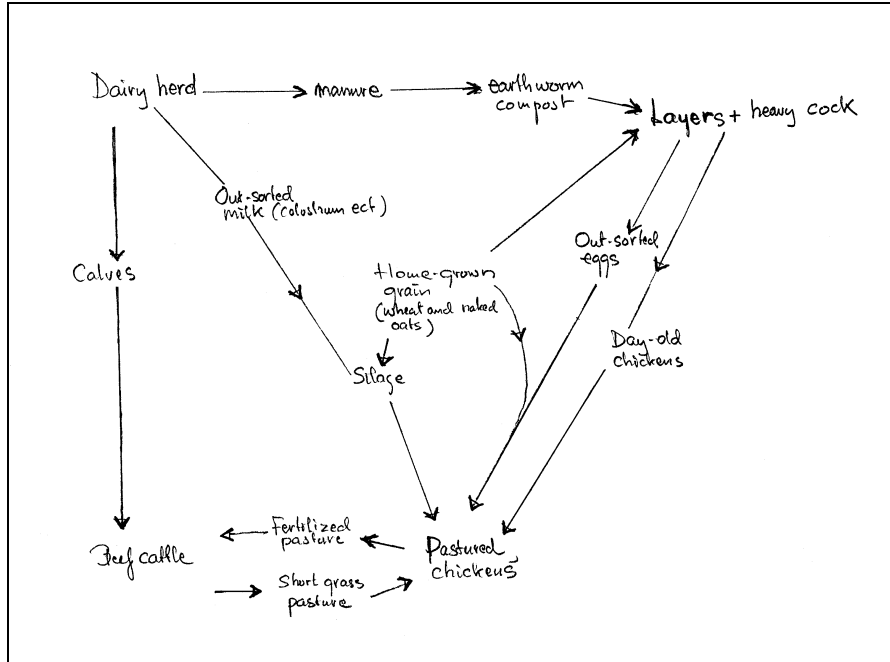 Dairy herd
manure
earthworm
compost
Layers + heavy cock
Out-sorted
milk (colostrum ect)
Out-sorted
eggs
Calves
Home-grown
grain
(wheat and naked
oats)
Day-old
chickens
Silage
Fertilized
pasture
Pastured
chickens
Beef cattle
Short grass
pasture